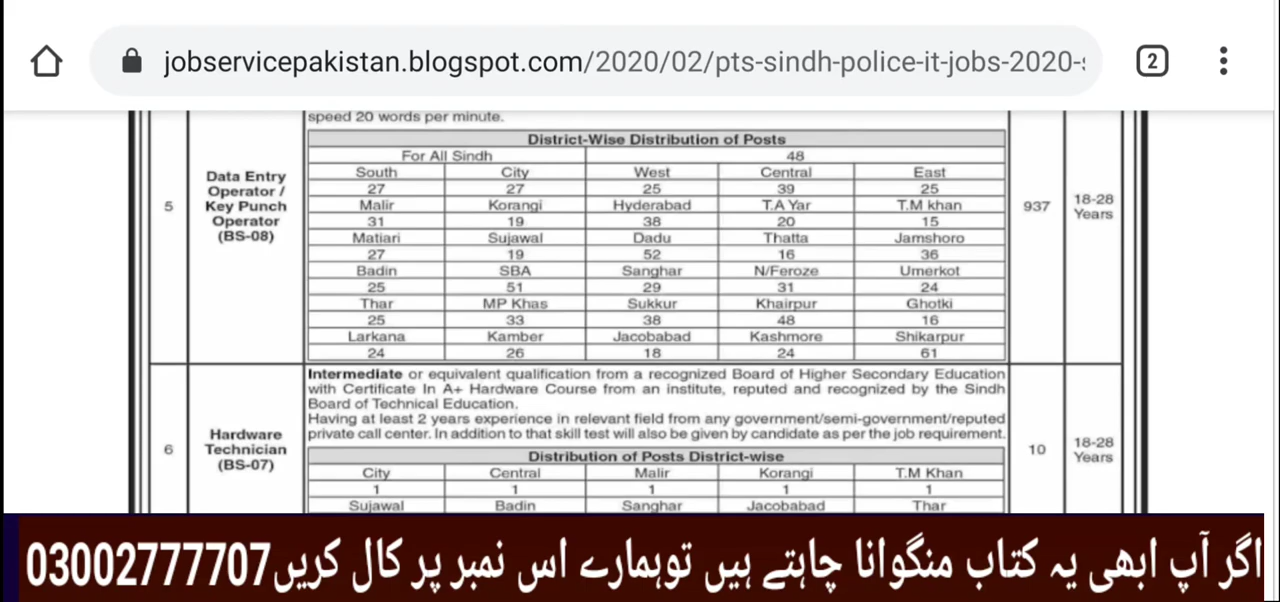 jobservicepakistan.blogspot.com/2020/02/pts-sindh-police-it-jobs-2020-
2
speed 20 words per minute.
District-Wise Distribution of Posts
For All Sindh 48
South City West Central East
27 27 25 39 25
Malir Korangi Hyderabad T.A Yar T.M khan
31 19 38 20 15
Matiari Sujawal Dadu Thatta Jamshoro
27 19 52 16 36
Badin SBA Sanghar N/Feroze Umerkot
25 51 29 31 24
Thar MP Khas Sukkur Khairpur Ghotki
25 33 38 48 16
Larkana Kamber Jacobabad Kashmore Shikarpur
24 26 18 24 61
5
Data Entry
Operator /
Key Punch
Operator
(BS-08)
937
18-28
Years
Intermediate or equivalent qualification from a recognized Board of Higher Secondary Education
with Certificate In A+ Hardware Course from an institute, reputed and recognized by the Sindh
Board of Technical Education.
Having at least 2 years experience in relevant field from any government/semi-government/reputed
private call center. In addition to that skill test will also be given by candidate as per the job requirement.
6
Hardware
Technician
(BS-07)
10
18-28
Years
Distribution of Posts District-wise
City Central Malir Korangi T.M Khan
1 1 1 1 1
Sujawal Badin Sanghar Jacobabad Thar
اگر آپ ابھی یہ کتاب منگوانا چاہتے ہیں توہمارے اس نمبر پر کال کریں03002777707